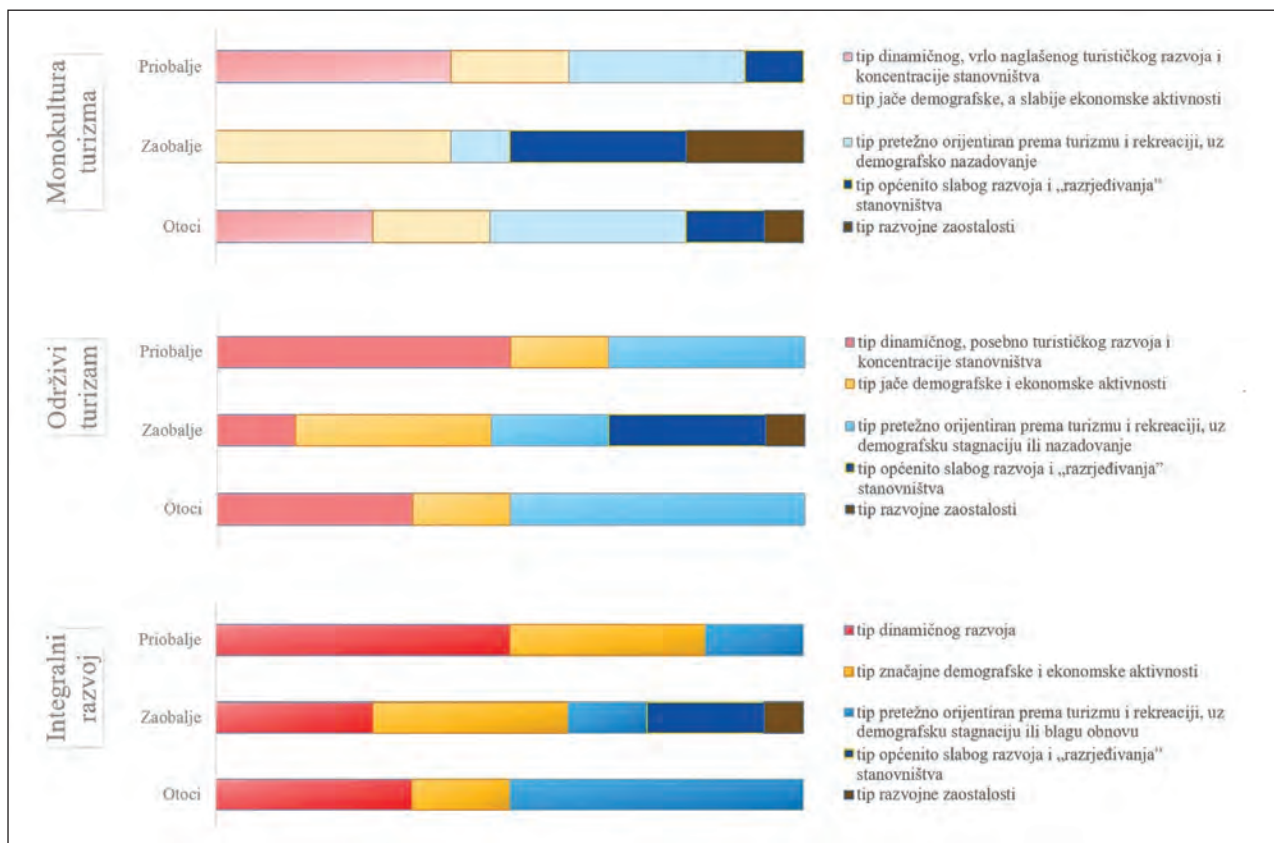 Monokultura
turizma
Priobalje
Zaobalje
Otoci
tip dinamičnog, vrlo naglašenog turističkog razvoja i
koncentracije stanovništva
tip jače demografske, a slabije ekonomske aktivnosti
tip pretežno orijentiran prema turizmu i rekreaciji, uz
demografsko nazadovanje
tip općenito slabog razvoja i „razrjeđivanja”
stanovništva
tip razvojne zaostalosti
Održivi
turizam
Priobalje
Zaobalje
Otoci
tip dinamičnog, posebno turističkog razvoja i
koncentracije stanovništva
tip jače demografske i ekonomske aktivnosti
tip pretežno orijentiran prema turizmu i rekreaciji, uz
demografsku stagnaciju ili nazadovanje
tip općenito slabog razvoja i „razrjeđivanja”
stanovništva
tip razvojne zaostalosti
Integralni
razvoj
Priobalje
Zaobalje
Otoci
tip dinamičnog razvoja
tip značajne demografske i ekonomske aktivnosti
tip pretežno orijentiran prema turizmu i rekreaciji, uz
demografsku stagnaciju ili blagu obnovu
tip općenito slabog razvoja i „razrjeđivanja”
stanovništva
tip razvojne zaostalosti